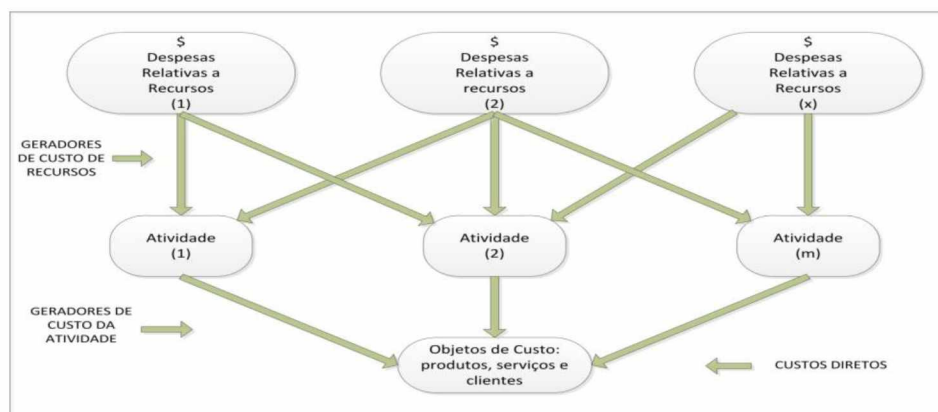 $
Despesas
Relativas a
Recursos
(1)
$
Despesas
Relativas a
recursos
(2)
$
Despesas
Relativas a
Recursos
(x)
GERADORES
DE CUSTO DE
RECURSOS
Atividade
(1)
Atividade
(2)
Atividade
(m)
GERADORES DE
CUSTO DA
ATIVIDADE
Objetos de Custo:
produtos, serviços e
clientes
CUSTOS DIRETOS